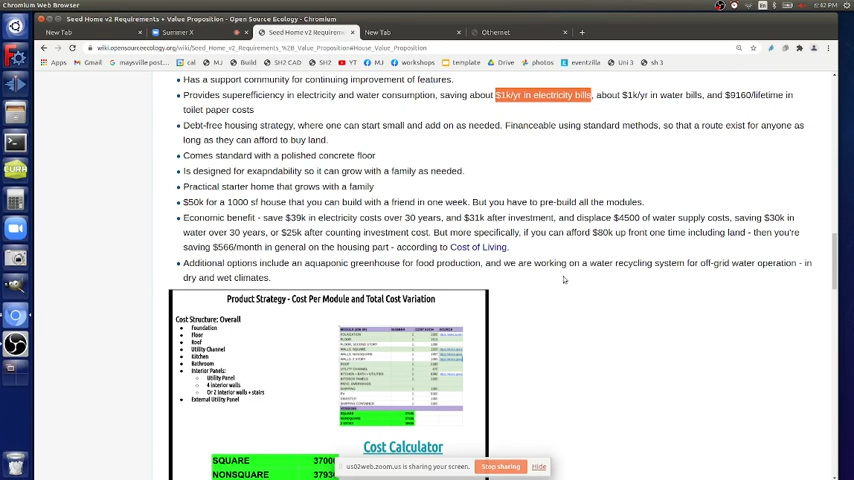 Chromium Web Browser
6:42 PM
Seed Home v2 Requirements + Value Proposition - Open Source Ecology - Chromium
New Tab
Summer X
Seed Home v2 Requirem
New Tab
Othernet
wiki.opensourceecology.org/wiki/Seed_Home_v2_Requirements_%2B_Value_Proposition#House_Value_Proposition
Apps
Gmail
maysville post...
cal
MJ
Build
SH2 CAD
SV
YT
MJ
workshops
template
Drive
photos
eventzilla
Uni 3
sh 3
Has a support community for continuing improvement of features.
Provides superefficiency in electricity and water consumption, saving about $1k/yr in electricity bills, about $1k/yr in water bills, and $9160/lifetime in
toilet paper costs
Debt-free housing strategy, where one can start small and add on as needed. Financeable using standard methods, so that a route exist for anyone as
long as they can afford to buy land.
Comes standard with a polished concrete floor
Is designed for exapndability so it can grow with a family as needed.
Practical starter home that grows with a family
$50k for a 1000 sf house that you can build with a friend in one week. But you have to pre-build all the modules.
Economic benefit - save $39k in electricity costs over 30 years, and $31k after investment, and displace $4500 of water supply costs, saving $30k in
water over 30 years, or $25k after counting investment cost. But more specifically, if you can afford $80k up front one time including land - then you're
saving $566/month in general on the housing part - according to Cost of Living.
Additional options include an aquaponic greenhouse for food production, and we are working on a water recycling system for off-grid water operation - in
dry and wet climates.
Product Strategy - Cost Per Module and Total Cost Variation
Cost Structure: Overall
Foundation
Floor
Roof
Utility Channel
Kitchen
Bathroom
Interior Panels:
Utility Panel
4 interior walls
Or 2 interior walls + stairs
External Utility Panel
Cost Calculator
SQUARE 3700
NONSQUARE 3793
us02web.zoom.us is sharing your screen.
Stop sharing
Hide